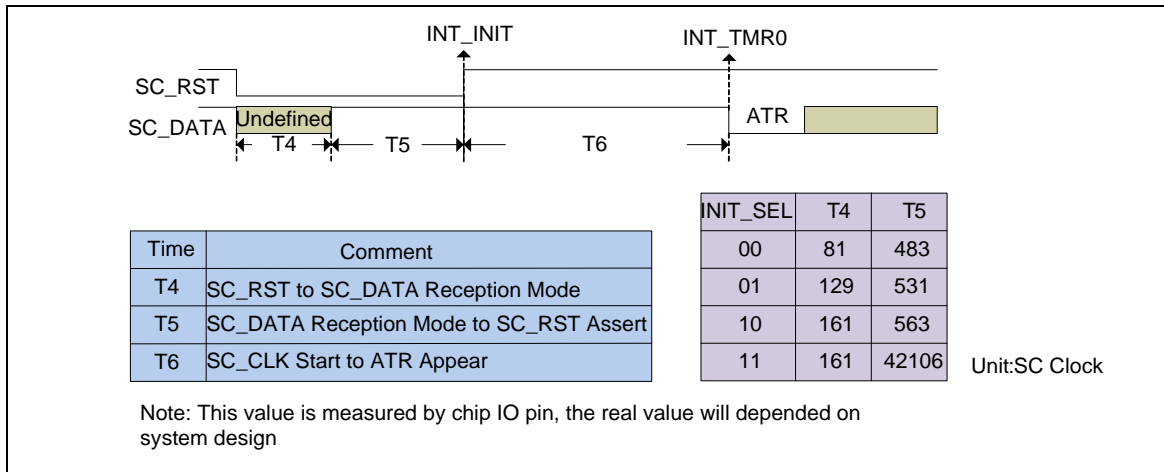 INT_INIT
INT_TMR0
SC_RST
SC_DATA
Undefined
ATR
T4
T5
T6
Time Comment
T4 SC_RST to SC_DATA Reception Mode
T5 SC_DATA Reception Mode to SC_RST Assert
T6 SC_CLK Start to ATR Appear
INIT_SEL T4 T5
00 81 483
01 129 531
10 161 563
11 161 42106
Unit:SC Clock
Note: This value is measured by chip IO pin, the real value will depended on
system design